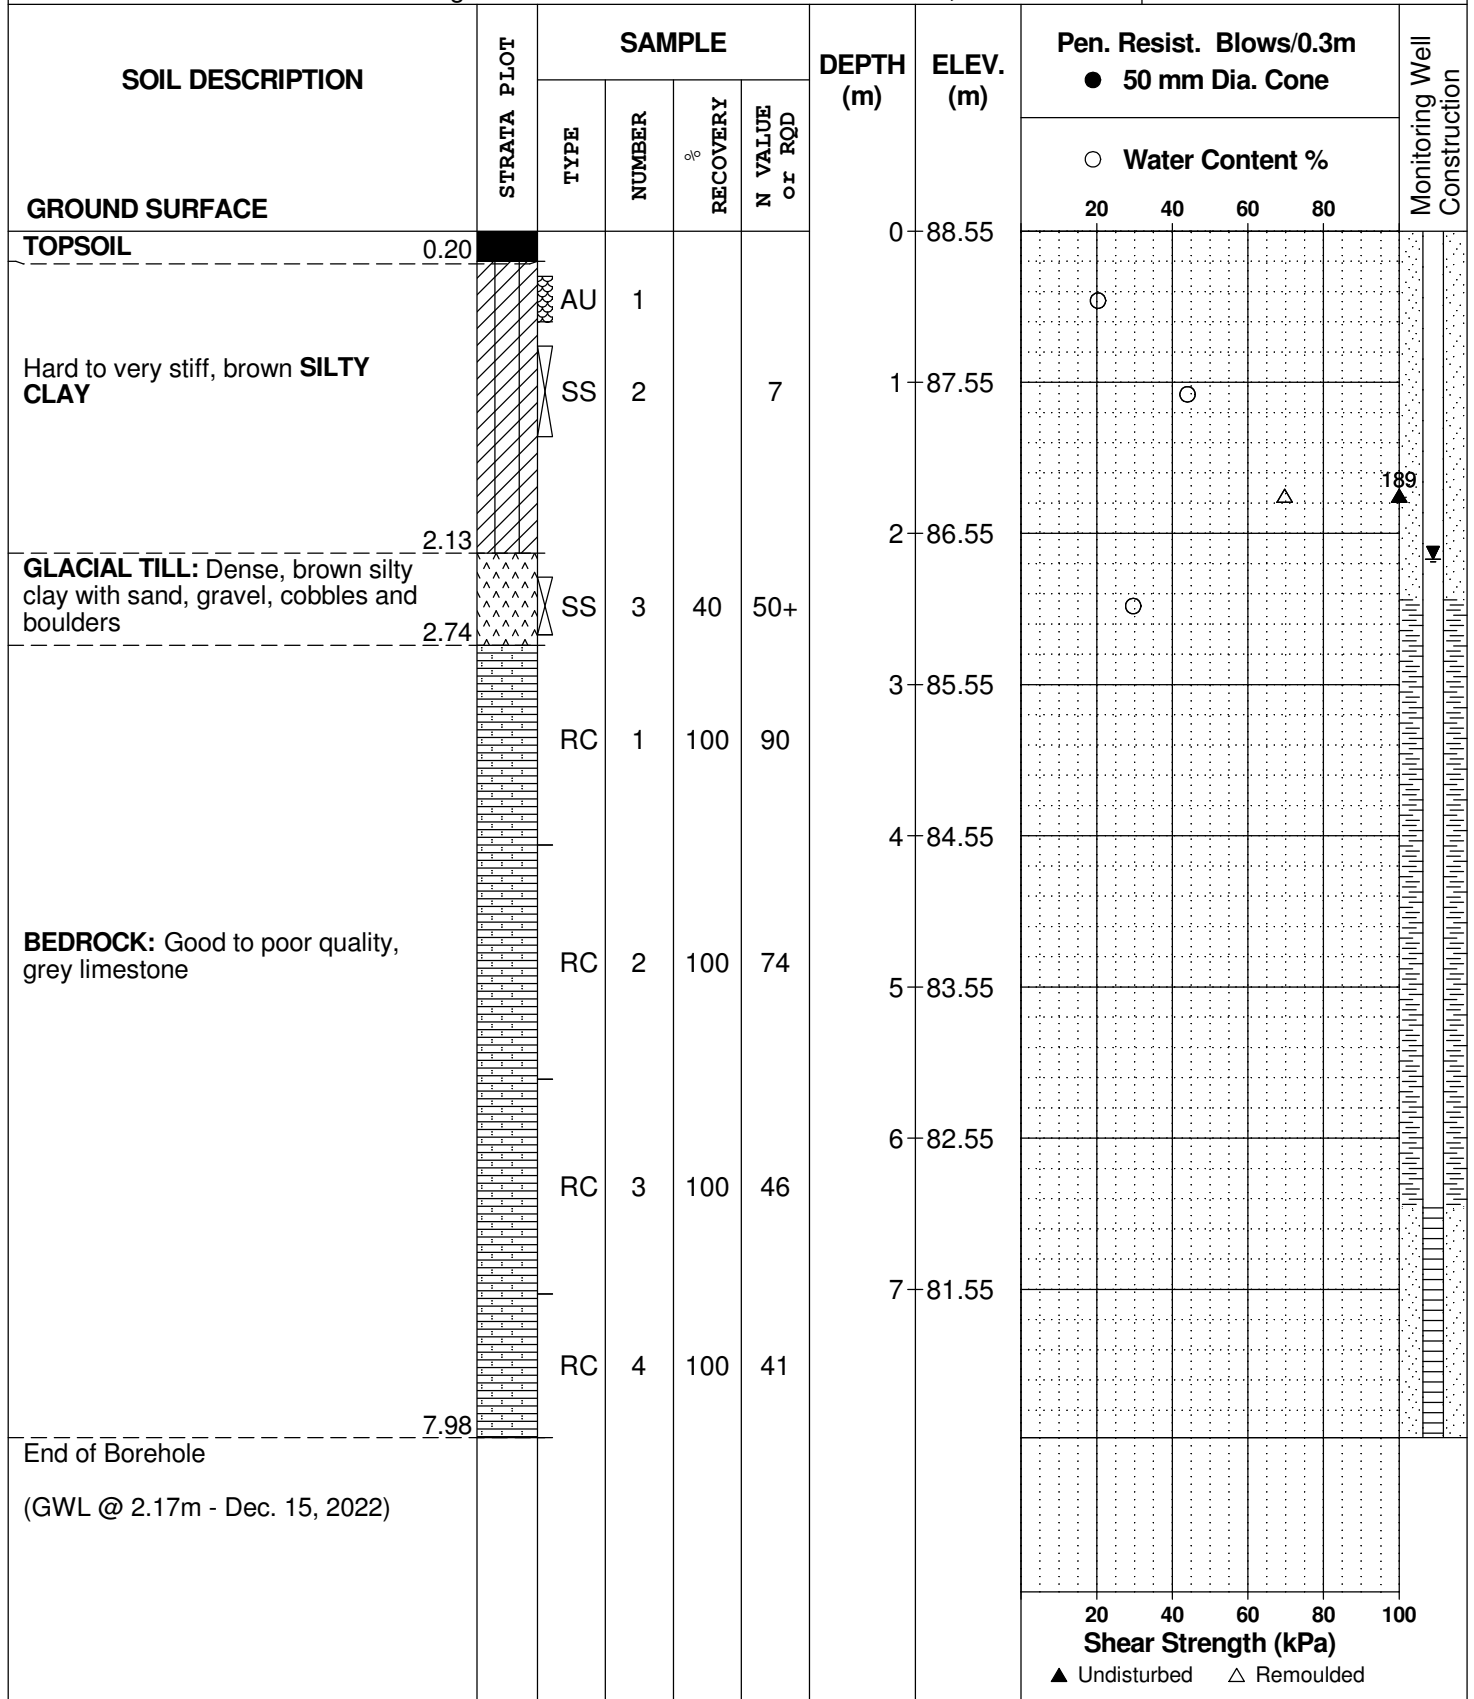 SOIL DESCRIPTION
GROUND SURFACE
STRATA PLOT
SAMPLE
TYPE
NUMBER
%
RECOVERY
N VALUE
or RQD
DEPTH
(m)
ELEV.
(m)
Pen. Resist. Blows/0.3m
● 50 mm Dia. Cone
○ Water Content %
20 40 60 80
Monitoring Well
Construction
0 88.55
TOPSOIL 0.20
AU 1
Hard to very stiff, brown SILTY
CLAY
SS 2 7
1 87.55
189
2.13
2 86.55
GLACIAL TILL: Dense, brown silty
clay with sand, gravel, cobbles and
boulders
2.74
SS 3 40 50+
3 85.55
RC 1 100 90
4 84.55
BEDROCK: Good to poor quality,
grey limestone
RC 2 100 74
5 83.55
6 82.55
RC 3 100 46
7 81.55
RC 4 100 41
7.98
End of Borehole
(GWL @ 2.17m - Dec. 15, 2022)
20 40 60 80 100
Shear Strength (kPa)
▲ Undisturbed △ Remoulded